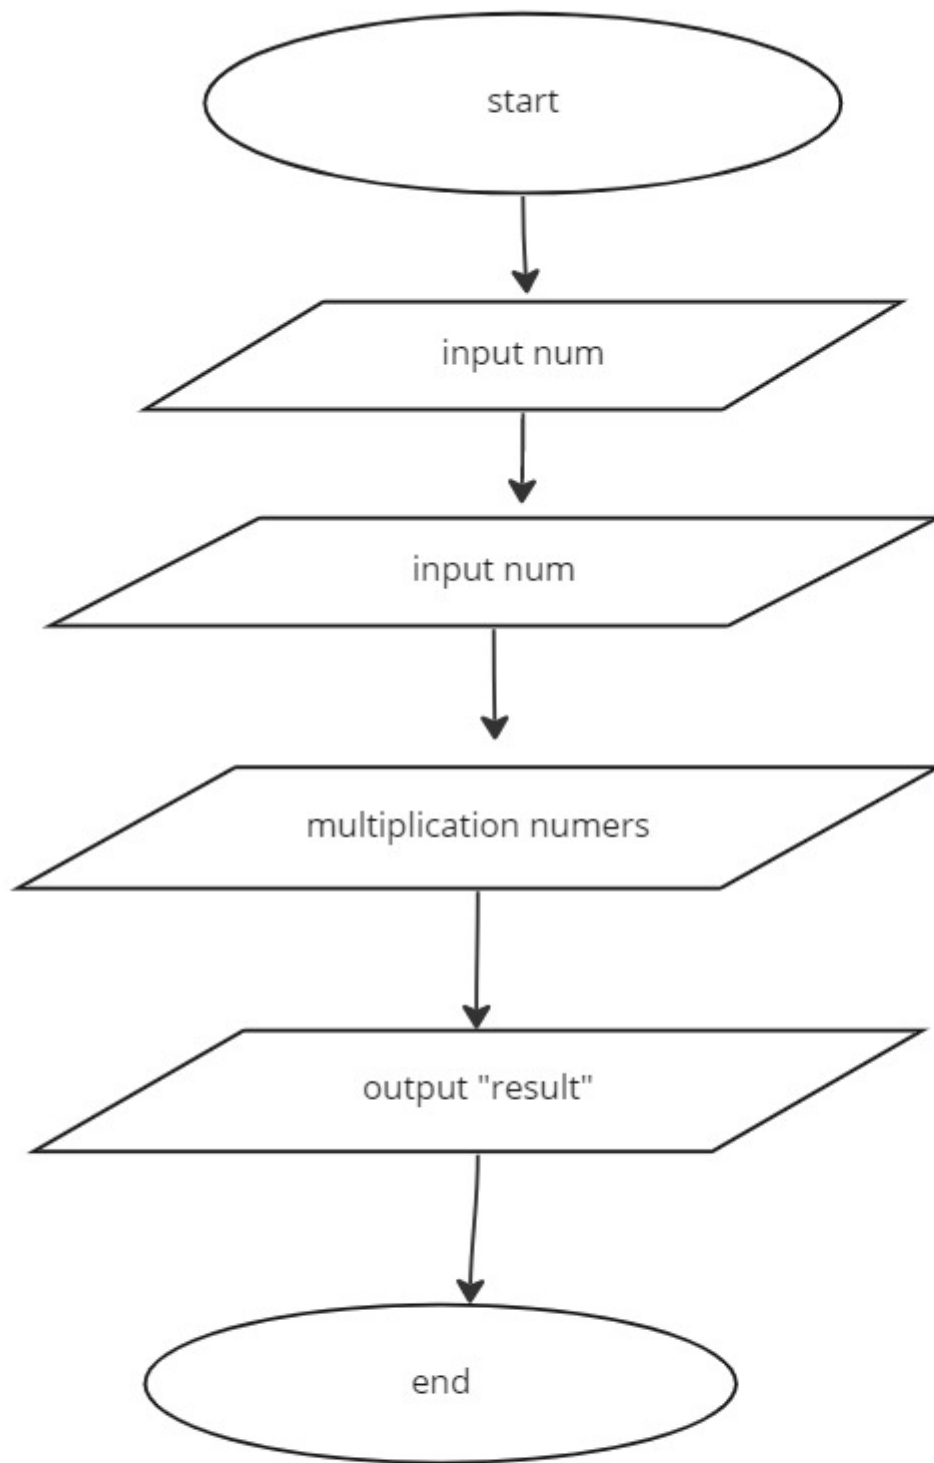 start
input num
input num
multiplication numers
output "result"
end